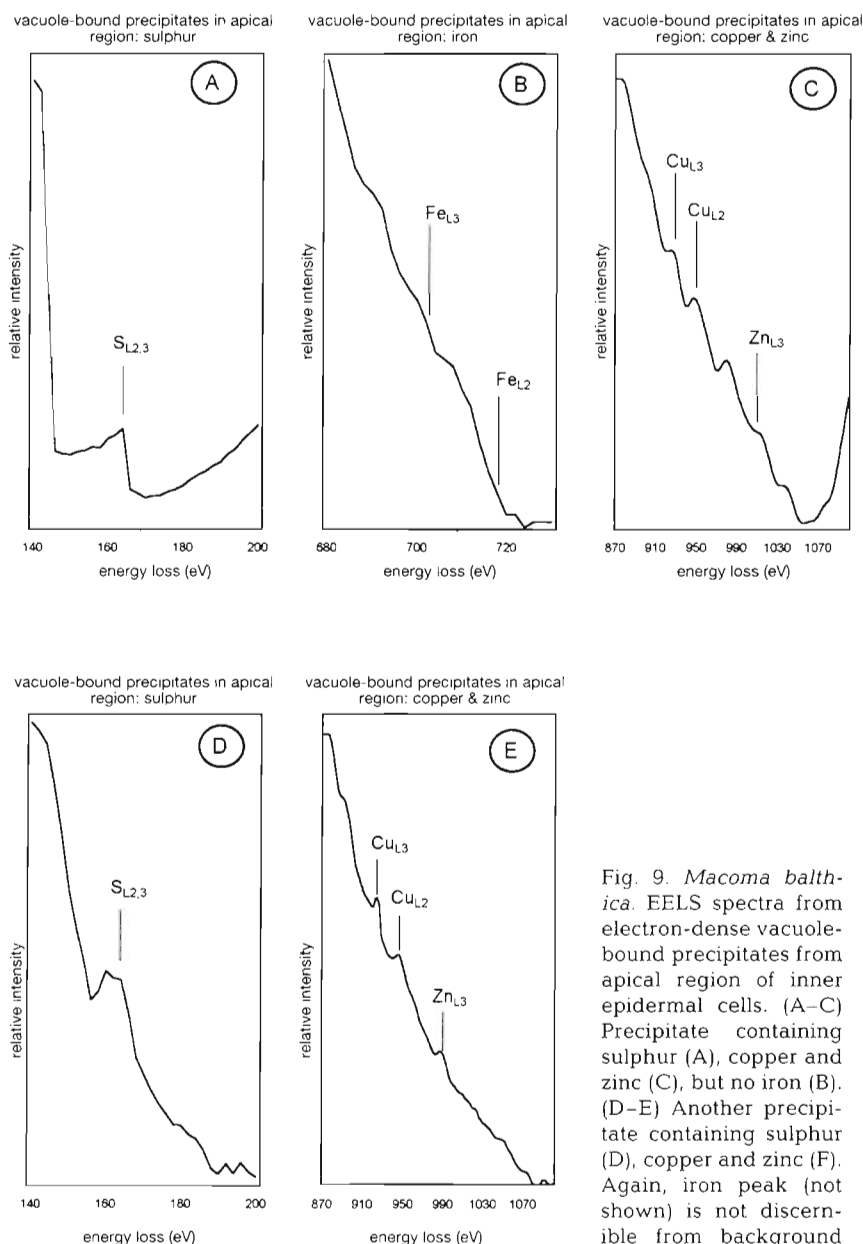 vacuole-bound precipitates in apical
region: sulphur
A
relative intensity
S L2,3
140 160 180 200
energy loss (eV)
vacuole-bound precipitates in apical
region: iron
B
relative intensity
Fe L3
Fe L2
680 700 720
energy loss (eV)
vacuole-bound precipitates in apical
region: copper & zinc
C
relative intensity
Cu L3
Cu L2
Zn L3
870 910 950 990 1030 1070
energy loss (eV)
vacuole-bound precipitates in apical
region: sulphur
D
relative intensity
S L2,3
140 160 180 200
energy loss (eV)
vacuole-bound precipitates in apical
region: copper & zinc
E
relative intensity
Cu L3
Cu L2
Zn L3
870 910 950 990 1030 1070
energy loss (eV)
Fig. 9. Macoma balth-
ica. EELS spectra from
electron-dense vacuole-
bound precipitates from
apical region of inner
epidermal cells. (A–C)
Precipitate containing
sulphur (A), copper and
zinc (C), but no iron (B).
(D–E) Another precipi-
tate containing sulphur
(D), copper and zinc (F).
Again, iron peak (not
shown) is not discern-
ible from background